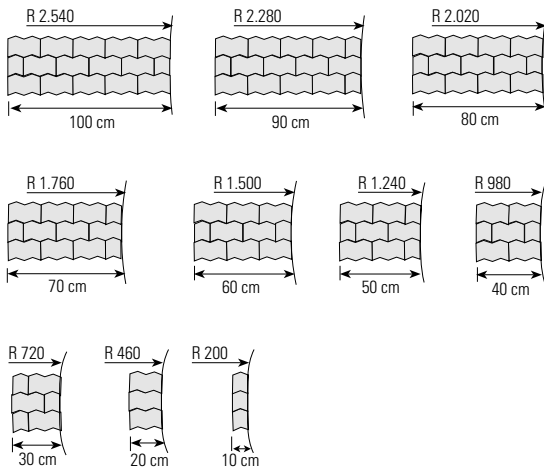 R 2.540
R 2.280
R 2.020
100 cm
90 cm
80 cm
R 1.760
R 1.500
R 1.240
R 980
70 cm
60 cm
50 cm
40 cm
R 720
R 460
R 200
30 cm
20 cm
10 cm